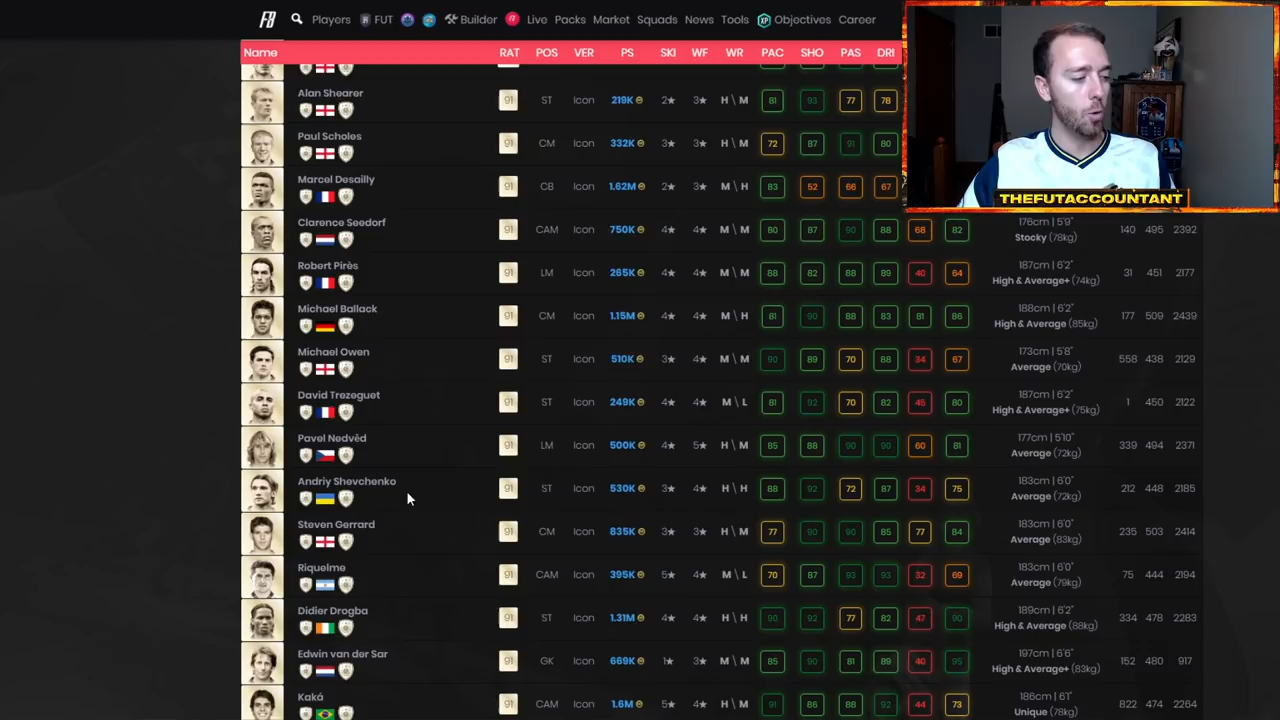 Players FUT Builder Live Packs Market Squads News Tools XP Objectives Career
Name RAT POS VER PS SKI WF WR PAC SHO PAS DRI
THEFUTACCOUNTANT
Alan Shearer 91 ST Icon 219K 2★ 3★ H \ M 81 93 77 78
Paul Scholes 91 CM Icon 332K 3★ 3★ H \ M 72 87 91 80
Marcel Desailly 91 CB Icon 1.62M 2★ 3★ M \ H 83 52 66 67
Clarence Seedorf 91 CAM Icon 750K 4★ 4★ H \ M 80 87 90 88 68 82 176cm | 5'9" 140 495 2392
Stocky (78kg)
Robert Pirès 91 LM Icon 265K 4★ 4★ M \ M 88 82 88 89 40 64 187cm | 6'2" 31 451 2177
High & Average+ (74kg)
Michael Ballack 91 CM Icon 1.15M 4★ 4★ M \ H 81 90 88 83 81 86 188cm | 6'2" 177 509 2439
High & Average (85kg)
Michael Owen 91 ST Icon 510K 3★ 4★ M \ M 90 89 70 88 34 67 173cm | 5'8" 558 438 2129
Average (70kg)
David Trezeguet 91 ST Icon 249K 4★ 4★ M \ L 81 92 70 82 45 80 187cm | 6'2" 1 450 2122
High & Average+ (75kg)
Pavel Nedvěd 91 LM Icon 500K 4★ 5★ H \ M 85 88 90 90 60 81 177cm | 5'10" 339 494 2371
Average (72kg)
Andriy Shevchenko 91 ST Icon 530K 3★ 5★ H \ M 88 92 72 87 34 75 183cm | 6'0" 212 448 2185
Average (72kg)
Steven Gerrard 91 CM Icon 835K 3★ 4★ H \ H 77 90 90 85 77 84 183cm | 6'0" 235 503 2414
Average (83kg)
Riquelme 91 CAM Icon 395K 5★ 4★ M \ L 70 87 93 93 32 69 183cm | 6'0" 75 444 2194
Average (79kg)
Didier Drogba 91 ST Icon 1.31M 4★ 4★ H \ H 90 92 77 82 47 90 189cm | 6'2" 334 478 2283
High & Average (88kg)
Edwin van der Sar 91 GK Icon 669K 1★ 3★ M \ M 85 90 81 89 40 95 197cm | 6'6" 152 480 917
High & Average+ (83kg)
Kaká 91 CAM Icon 1.6M 5★ 4★ H \ M 91 86 88 92 44 73 186cm | 6'1" 822 474 2264
Unique (78kg)